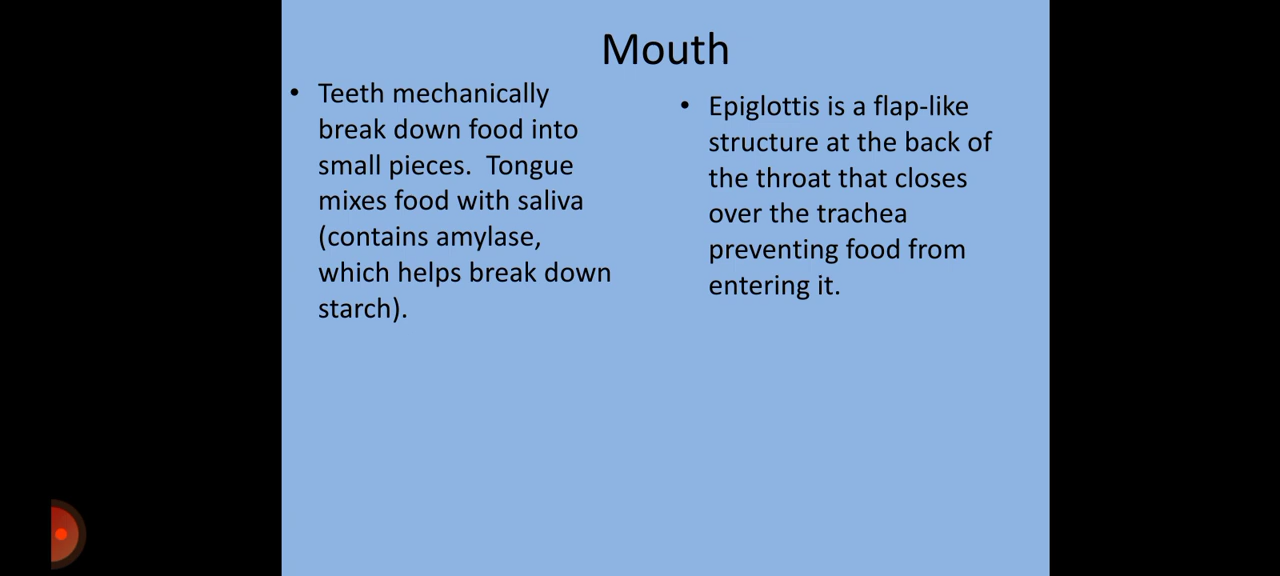 Mouth
• Teeth mechanically
break down food into
small pieces.  Tongue
mixes food with saliva
(contains amylase,
which helps break down
starch).
• Epiglottis is a flap-like
structure at the back of
the throat that closes
over the trachea
preventing food from
entering it.